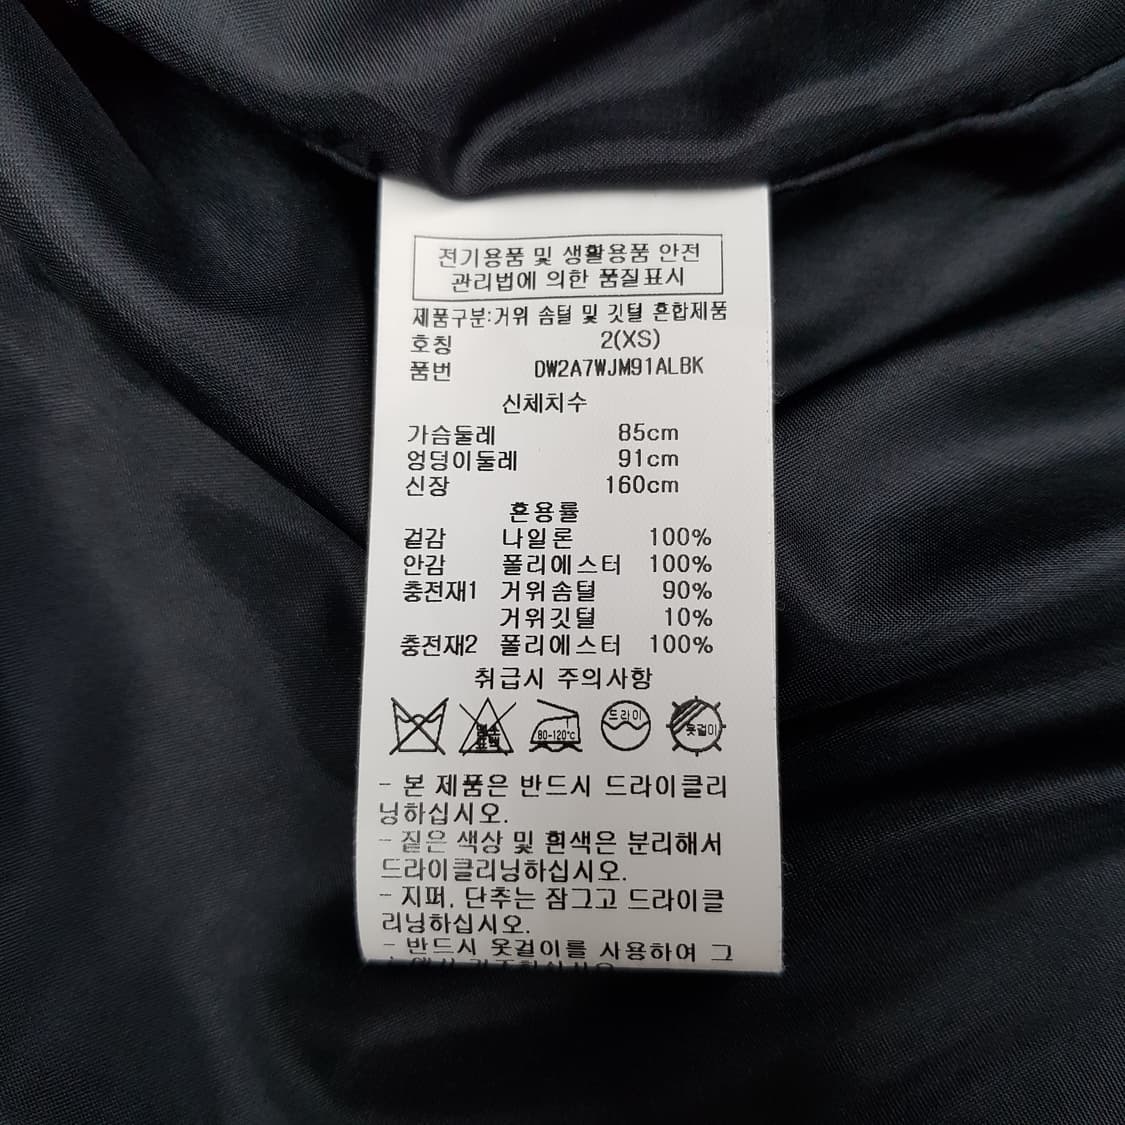 전기용품 및 생활용품 안전
관리법에 의한 품질표시
제품구분:거위 솜털 및 깃털 혼합제품
호칭 2(XS)
품번 DW2A7WJM91ALBK
신체치수
가슴둘레 85cm
엉덩이둘레 91cm
신장 160cm
혼용률
겉감 나일론 100%
안감 폴리에스터 100%
충전재1 거위솜털 90%
거위깃털 10%
충전재2 폴리에스터 100%
취급시 주의사항
80-120℃ 드라이 옷걸이
- 본 제품은 반드시 드라이클리
닝하십시오.
- 짙은 색상 및 흰색은 분리해서
드라이클리닝하십시오.
- 지퍼, 단추는 잠그고 드라이클
리닝하십시오.
- 반드시 옷걸이를 사용하여 그